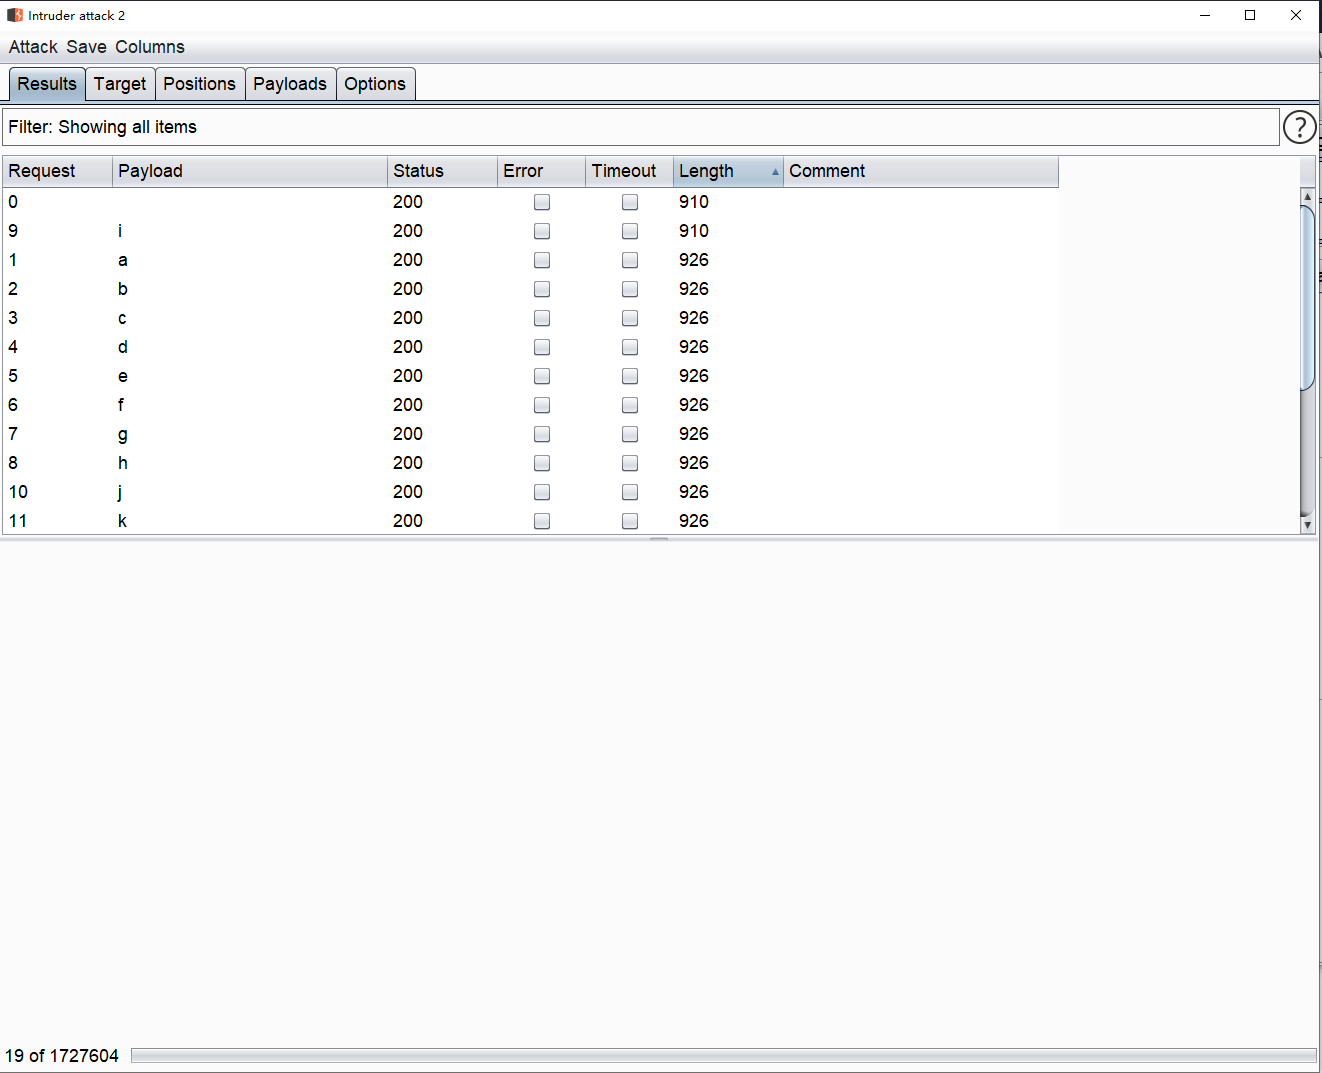 Intruder attack 2
Attack Save Columns
Results Target Positions Payloads Options
Filter: Showing all items
?
Request Payload Status Error Timeout Length Comment
0 200 910
9 i 200 910
1 a 200 926
2 b 200 926
3 c 200 926
4 d 200 926
5 e 200 926
6 f 200 926
7 g 200 926
8 h 200 926
10 j 200 926
11 k 200 926
19 of 1727604